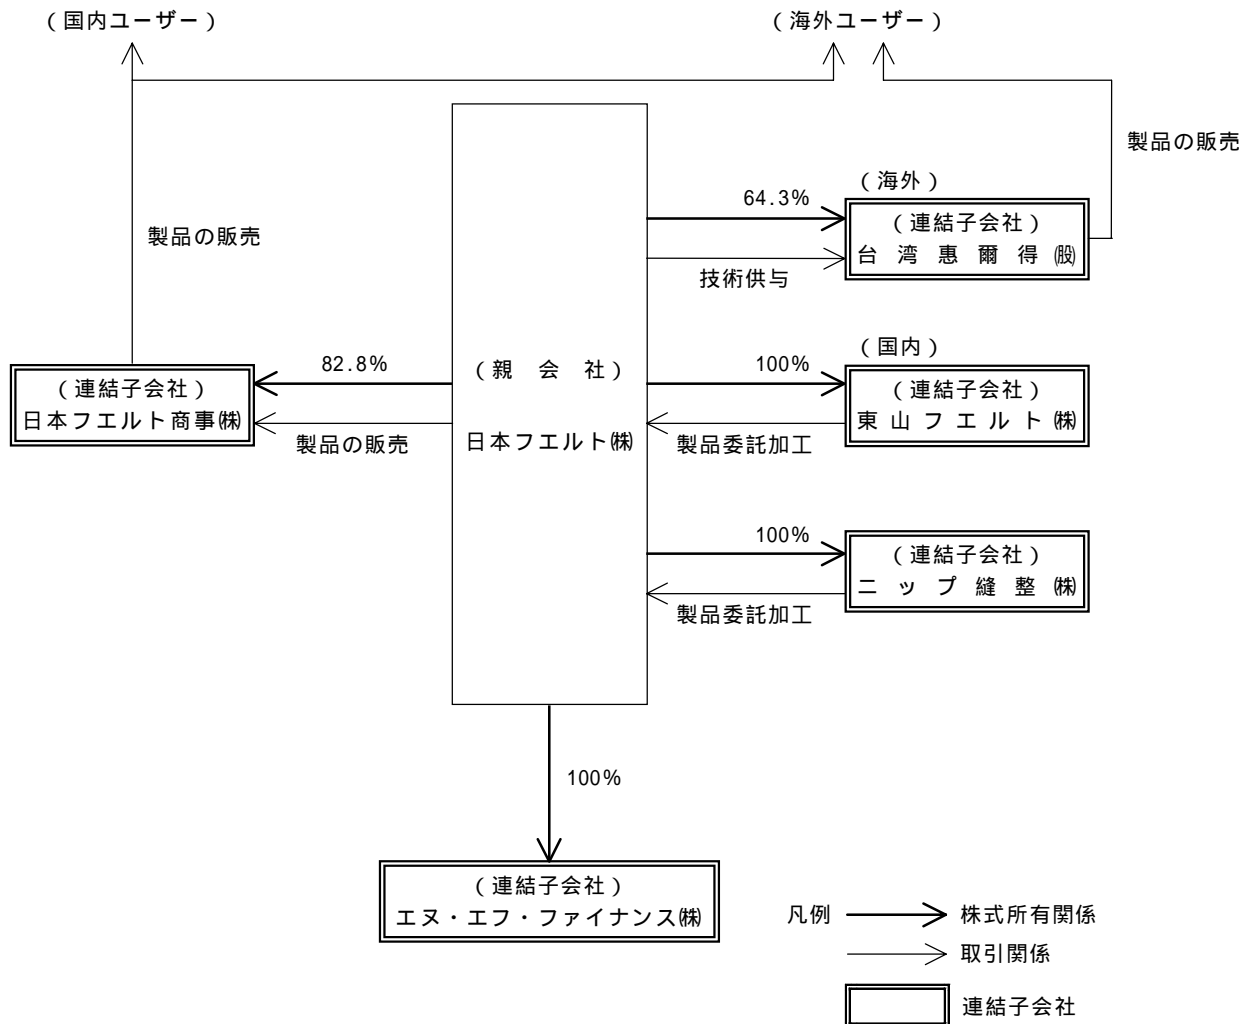 （国内ユーザー）
（海外ユーザー）
製品の販売
（海外）
64.3%
（連結子会社）
台湾惠爾得㈿
技術供与
製品の販売
（国内）
82.8%
（親会社）
100%
（連結子会社）
日本フエルト商事㈱
（連結子会社）
東山フエルト㈱
製品の販売
日本フエルト㈱
製品委託加工
100%
（連結子会社）
ニップ縫整㈱
製品委託加工
100%
（連結子会社）
エヌ・エフ・ファイナンス㈱
凡例
株式所有関係
取引関係
連結子会社